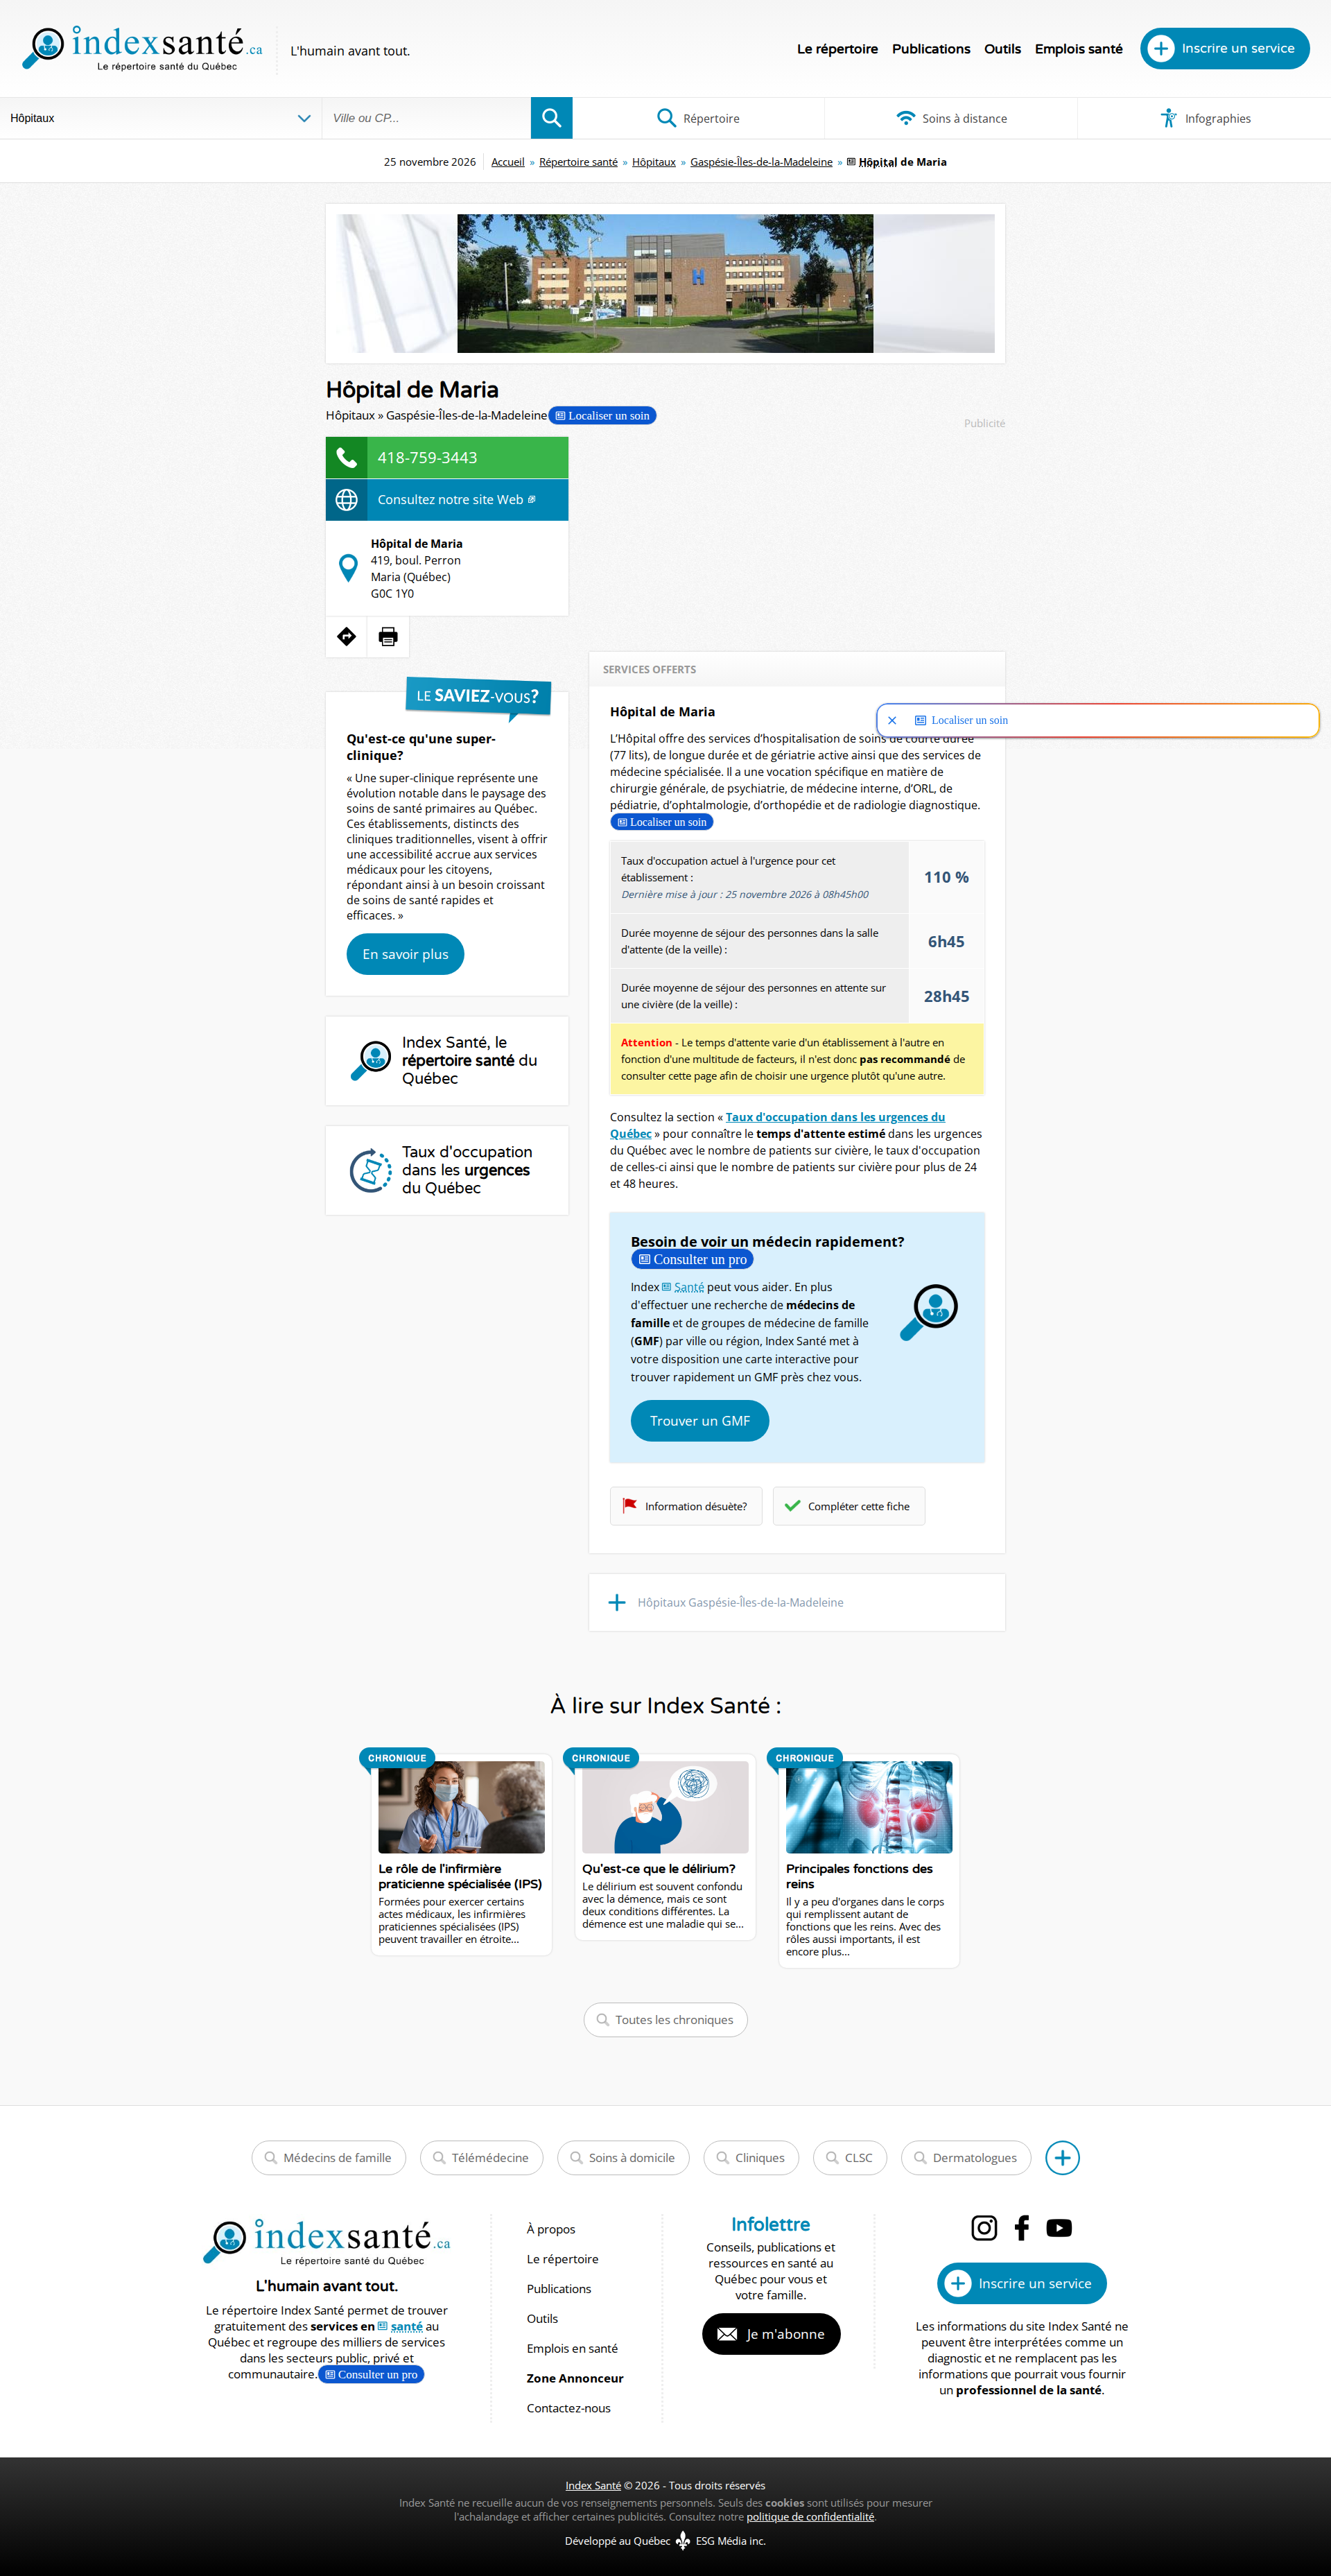 indexsanté.ca
Le répertoire santé du Québec
L'humain avant tout.
Le répertoire
Publications
Outils
Emplois santé
Inscrire un service
Hôpitaux
Ville ou CP...
Répertoire
Soins à distance
Infographies
25 novembre 2026
Accueil » Répertoire santé » Hôpitaux » Gaspésie-Îles-de-la-Madeleine » Hôpital de Maria
H
Hôpital de Maria
Hôpitaux » Gaspésie-Îles-de-la-Madeleine Localiser un soin
Publicité
418-759-3443
Consultez notre site Web
Hôpital de Maria
419, boul. Perron
Maria (Québec)
G0C 1Y0
LE SAVIEZ-VOUS?
Qu'est-ce qu'une super-
clinique?
« Une super-clinique représente une
évolution notable dans le paysage des
soins de santé primaires au Québec.
Ces établissements, distincts des
cliniques traditionnelles, visent à offrir
une accessibilité accrue aux services
médicaux pour les citoyens,
répondant ainsi à un besoin croissant
de soins de santé rapides et
efficaces. »
En savoir plus
Index Santé, le
répertoire santé du
Québec
Taux d'occupation
dans les urgences
du Québec
SERVICES OFFERTS
Hôpital de Maria
Localiser un soin
L'Hôpital offre des services d'hospitalisation de soins de courte durée
(77 lits), de longue durée et de gériatrie active ainsi que des services de
médecine spécialisée. Il a une vocation spécifique en matière de
chirurgie générale, de psychiatrie, de médecine interne, d'ORL, de
pédiatrie, d'ophtalmologie, d'orthopédie et de radiologie diagnostique.
Localiser un soin
Taux d'occupation actuel à l'urgence pour cet
établissement :
Dernière mise à jour : 25 novembre 2026 à 08h45h00
110 %
Durée moyenne de séjour des personnes dans la salle
d'attente (de la veille) :
6h45
Durée moyenne de séjour des personnes en attente sur
une civière (de la veille) :
28h45
Attention - Le temps d'attente varie d'un établissement à l'autre en
fonction d'une multitude de facteurs, il n'est donc pas recommandé de
consulter cette page afin de choisir une urgence plutôt qu'une autre.
Consultez la section « Taux d'occupation dans les urgences du
Québec » pour connaître le temps d'attente estimé dans les urgences
du Québec avec le nombre de patients sur civière, le taux d'occupation
de celles-ci ainsi que le nombre de patients sur civière pour plus de 24
et 48 heures.
Besoin de voir un médecin rapidement?
Consulter un pro
Index Santé peut vous aider. En plus
d'effectuer une recherche de médecins de
famille et de groupes de médecine de famille
(GMF) par ville ou région, Index Santé met à
votre disposition une carte interactive pour
trouver rapidement un GMF près chez vous.
Trouver un GMF
Information désuète?
Compléter cette fiche
Hôpitaux Gaspésie-Îles-de-la-Madeleine
À lire sur Index Santé :
CHRONIQUE
Le rôle de l'infirmière
praticienne spécialisée (IPS)
Formées pour exercer certains
actes médicaux, les infirmières
praticiennes spécialisées (IPS)
peuvent travailler en étroite...
CHRONIQUE
Qu'est-ce que le délirium?
Le délirium est souvent confondu
avec la démence, mais ce sont
deux conditions différentes. La
démence est une maladie qui se...
CHRONIQUE
Principales fonctions des
reins
Il y a peu d'organes dans le corps
qui remplissent autant de
fonctions que les reins. Avec des
rôles aussi importants, il est
encore plus...
Toutes les chroniques
Médecins de famille
Télémédecine
Soins à domicile
Cliniques
CLSC
Dermatologues
indexsanté.ca
Le répertoire santé du Québec
L'humain avant tout.
Le répertoire Index Santé permet de trouver
gratuitement des services en santé au
Québec et regroupe des milliers de services
dans les secteurs public, privé et
communautaire. Consulter un pro
À propos
Le répertoire
Publications
Outils
Emplois en santé
Zone Annonceur
Contactez-nous
Infolettre
Conseils, publications et
ressources en santé au
Québec pour vous et
votre famille.
Je m'abonne
Inscrire un service
Les informations du site Index Santé ne
peuvent être interprétées comme un
diagnostic et ne remplacent pas les
informations que pourrait vous fournir
un professionnel de la santé.
Index Santé © 2026 - Tous droits réservés
Index Santé ne recueille aucun de vos renseignements personnels. Seuls des cookies sont utilisés pour mesurer
l'achalandage et afficher certaines publicités. Consultez notre politique de confidentialité.
Développé au Québec ESG Média inc.